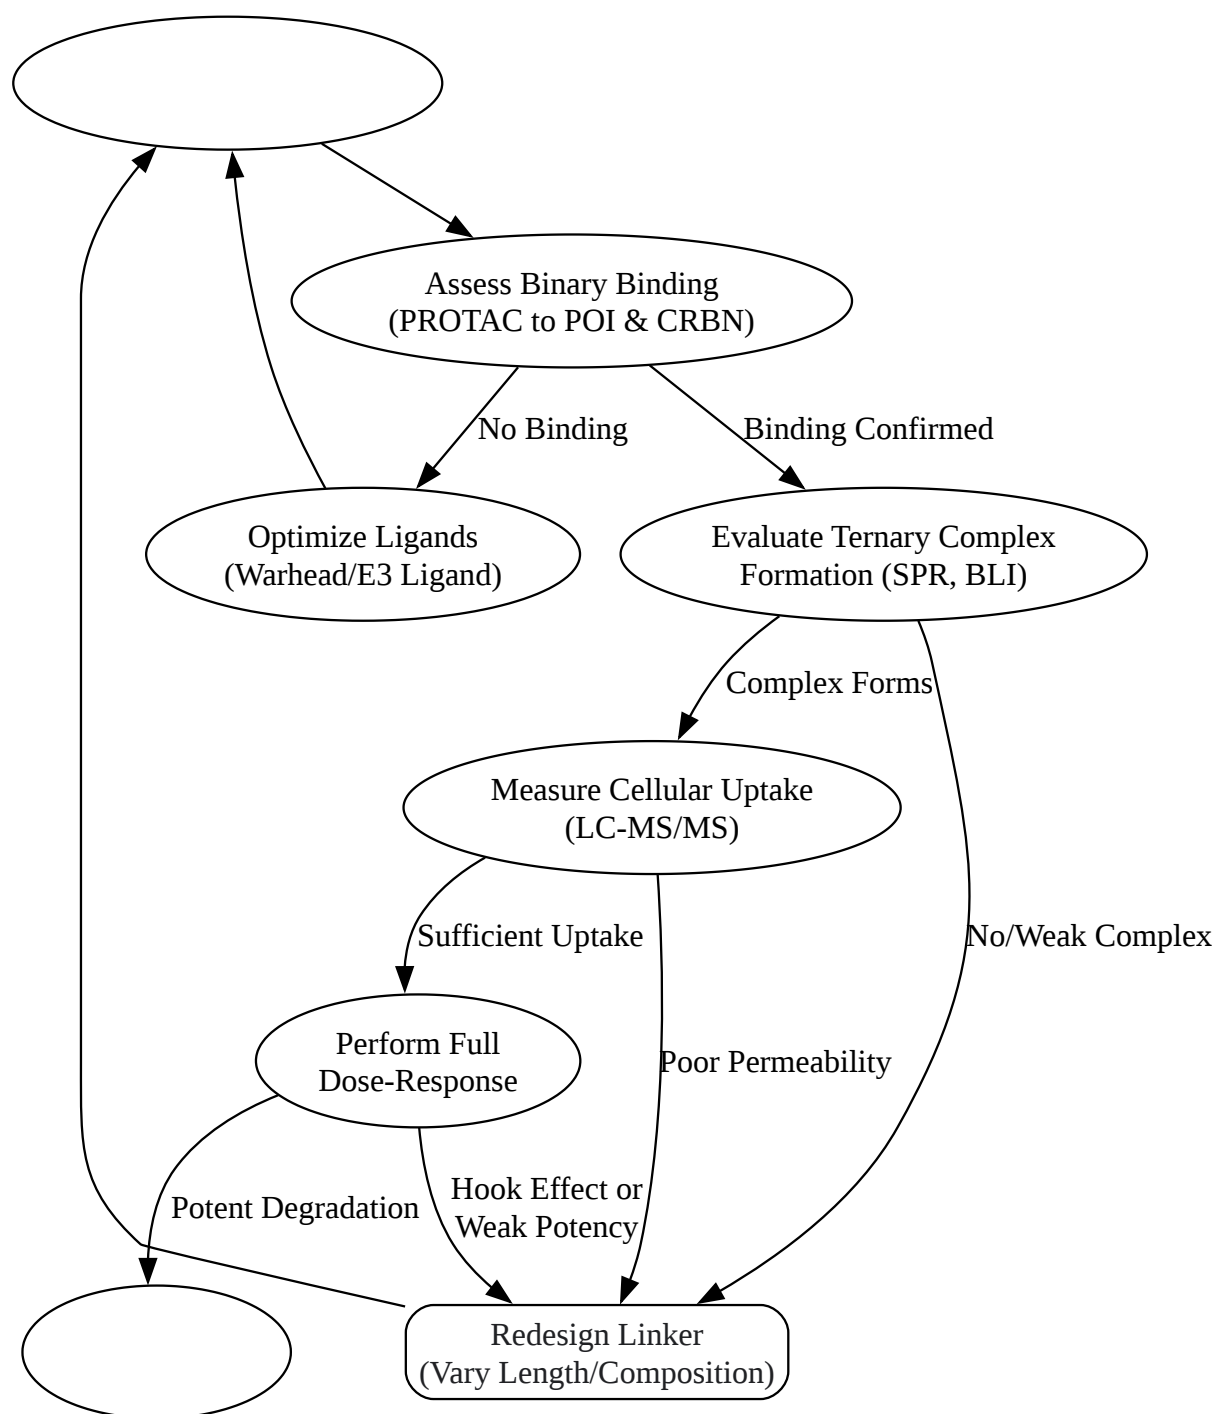 Assess Binary Binding
(PROTAC to POI & CRBN)
No Binding
Binding Confirmed
Optimize Ligands
(Warhead/E3 Ligand)
Evaluate Ternary Complex
Formation (SPR, BLI)
Complex Forms
Measure Cellular Uptake
(LC-MS/MS)
Sufficient Uptake
No/Weak Complex
Perform Full
Dose-Response
Poor Permeability
Potent Degradation
Hook Effect or
Weak Potency
Redesign Linker
(Vary Length/Composition)